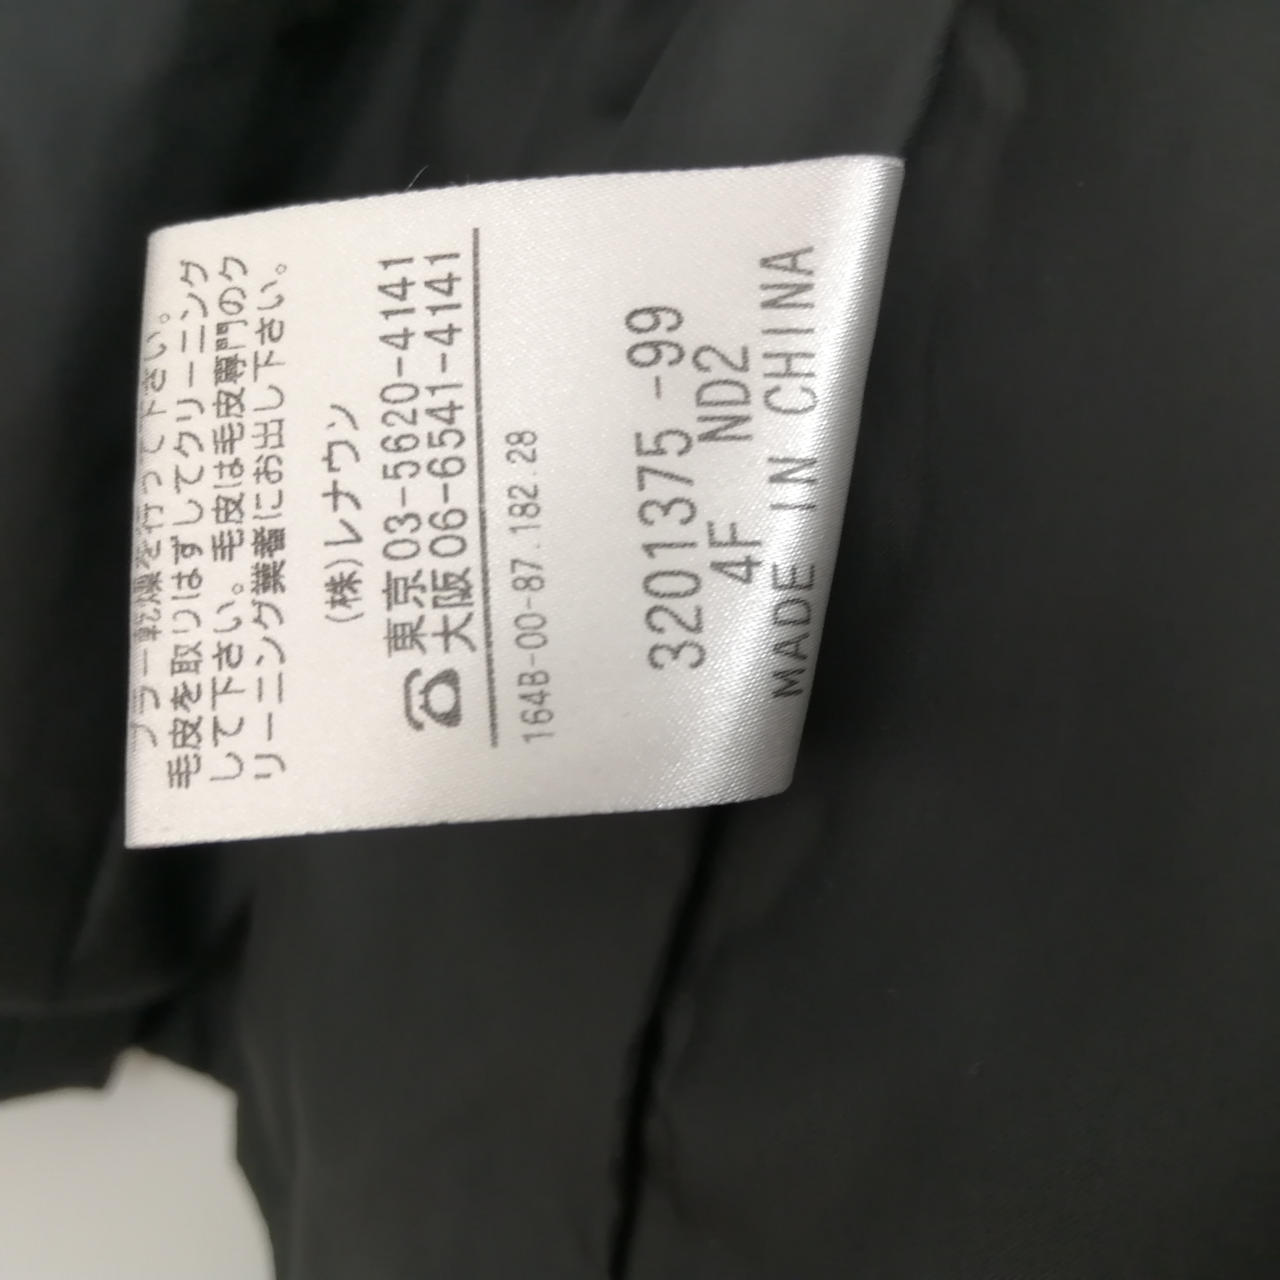 ブラー乾燥を行って下さい。
毛皮を取りはずしてクリーニング
して下さい。毛皮は毛皮専門のク
リーニング業者にお出し下さい。
(株)レナウン
☎東京03-5620-4141
大阪06-6541-4141
164B-00-87.182.28
3201375-99
4F ND2
MADE IN CHINA